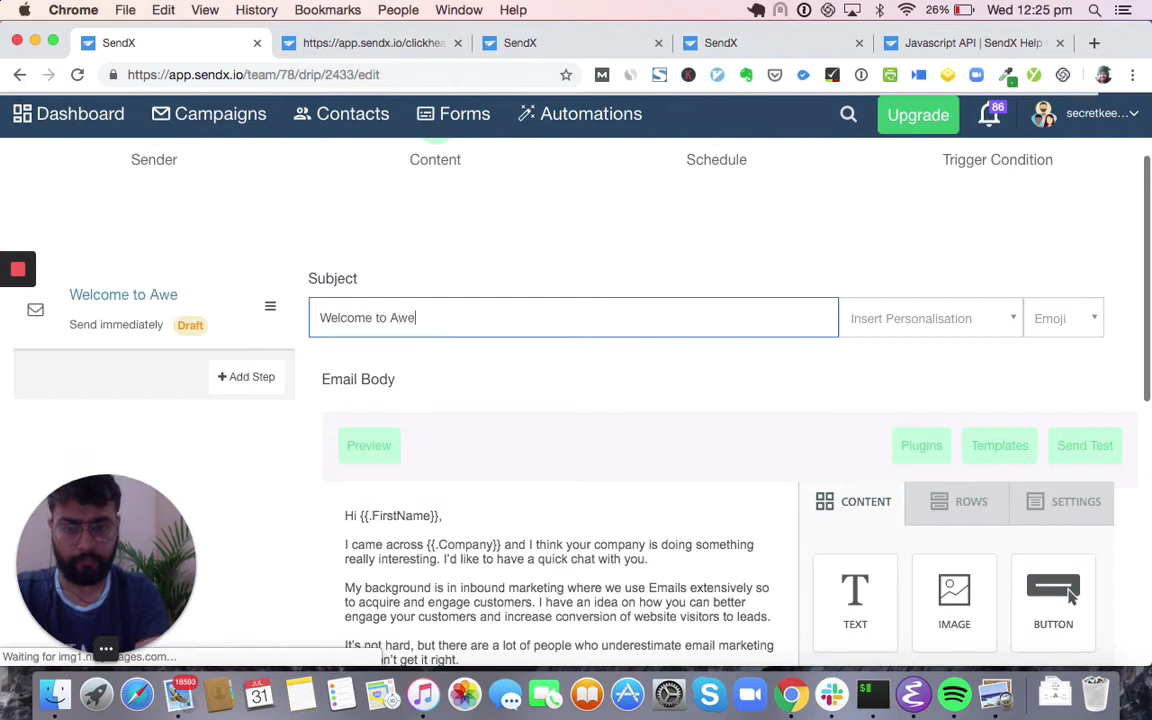 Chrome File Edit View History Bookmarks People Window Help 26% Wed 12:25 pm
SendX https://app.sendx.io/clickhea SendX SendX Javascript API | SendX Help
https://app.sendx.io/team/78/drip/2433/edit
Dashboard Campaigns Contacts Forms Automations Upgrade 86 secretkee...
Sender Content Schedule Trigger Condition
Subject
Welcome to Awe
Send immediately Draft
Welcome to Awe Insert Personalisation Emoji
+ Add Step
Email Body
Preview Plugins Templates Send Test
CONTENT ROWS SETTINGS
Hi {{.FirstName}},
I came across {{.Company}} and I think your company is doing something
really interesting. I'd like to have a quick chat with you.
My background is in inbound marketing where we use Emails extensively so
to acquire and engage customers. I have an idea on how you can better
engage your customers and increase conversion of website visitors to leads.
It's not hard, but there are a lot of people who underestimate email marketing
n't get it right.
TEXT IMAGE BUTTON
Waiting for img1.n ages.com...
18593
JUL
31